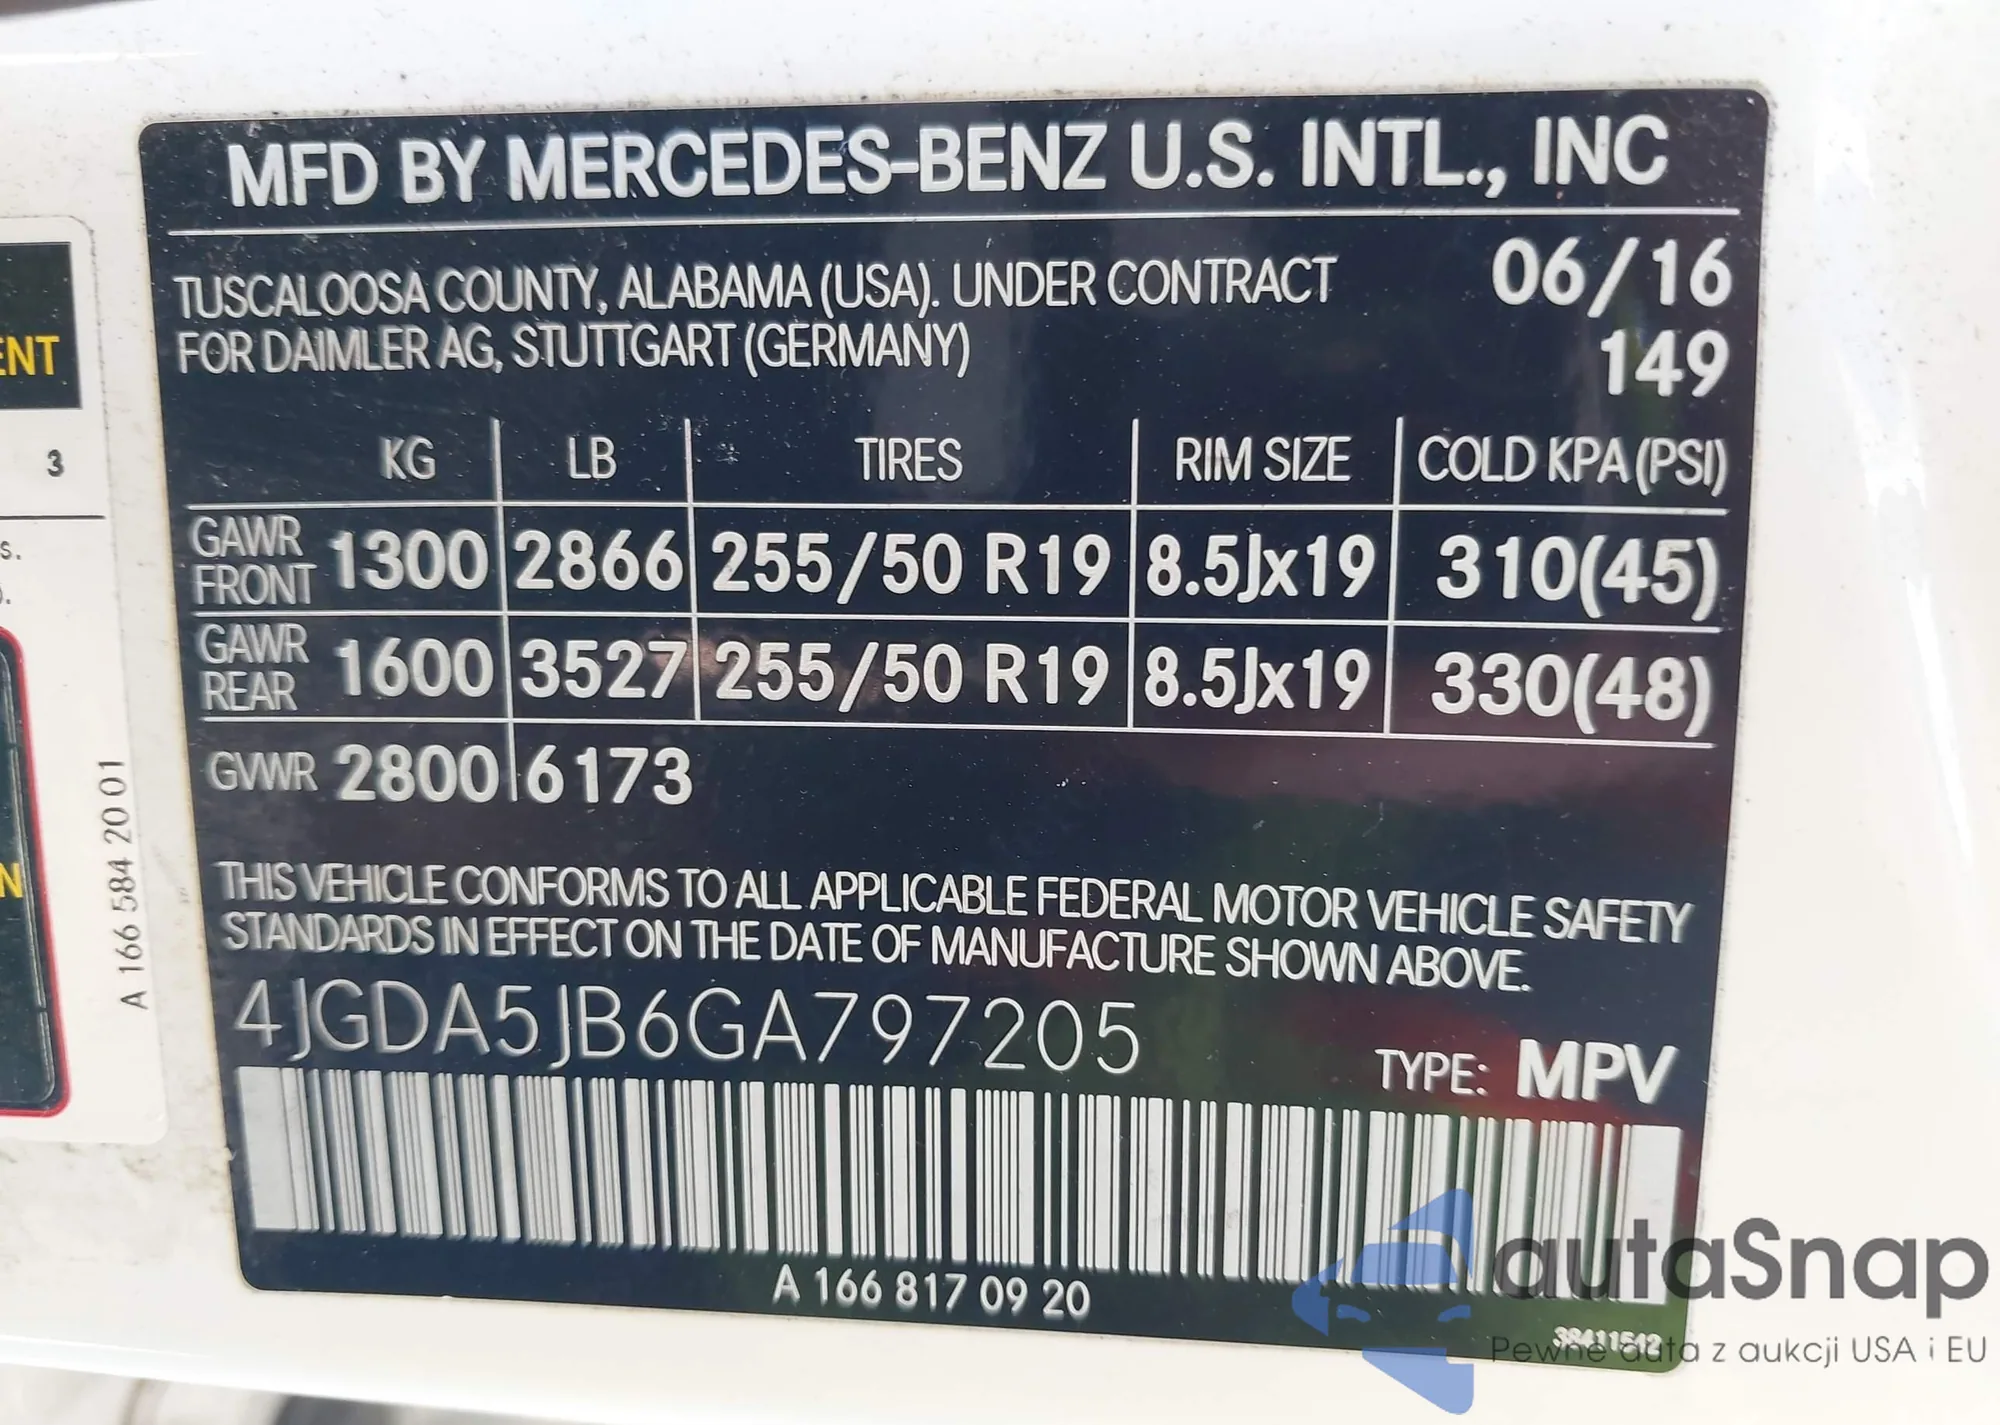 MFD BY MERCEDES-BENZ U.S. INTL., INC
TUSCALOOSA COUNTY, ALABAMA (USA). UNDER CONTRACT 06/16
FOR DAIMLER AG, STUTTGART (GERMANY) 149
KG LB TIRES RIM SIZE COLD KPA (PSI)
GAWR FRONT 1300 2866 255/50 R19 8.5Jx19 310(45)
GAWR REAR 1600 3527 255/50 R19 8.5Jx19 330(48)
GVWR 2800 6173
THIS VEHICLE CONFORMS TO ALL APPLICABLE FEDERAL MOTOR VEHICLE SAFETY
STANDARDS IN EFFECT ON THE DATE OF MANUFACTURE SHOWN ABOVE.
4JGDA5JB6GA797205
TYPE: MPV
A 166 817 09 20
3
A 166 584 20 01
autaSnap
Pewne auta z aukcji USA i EU